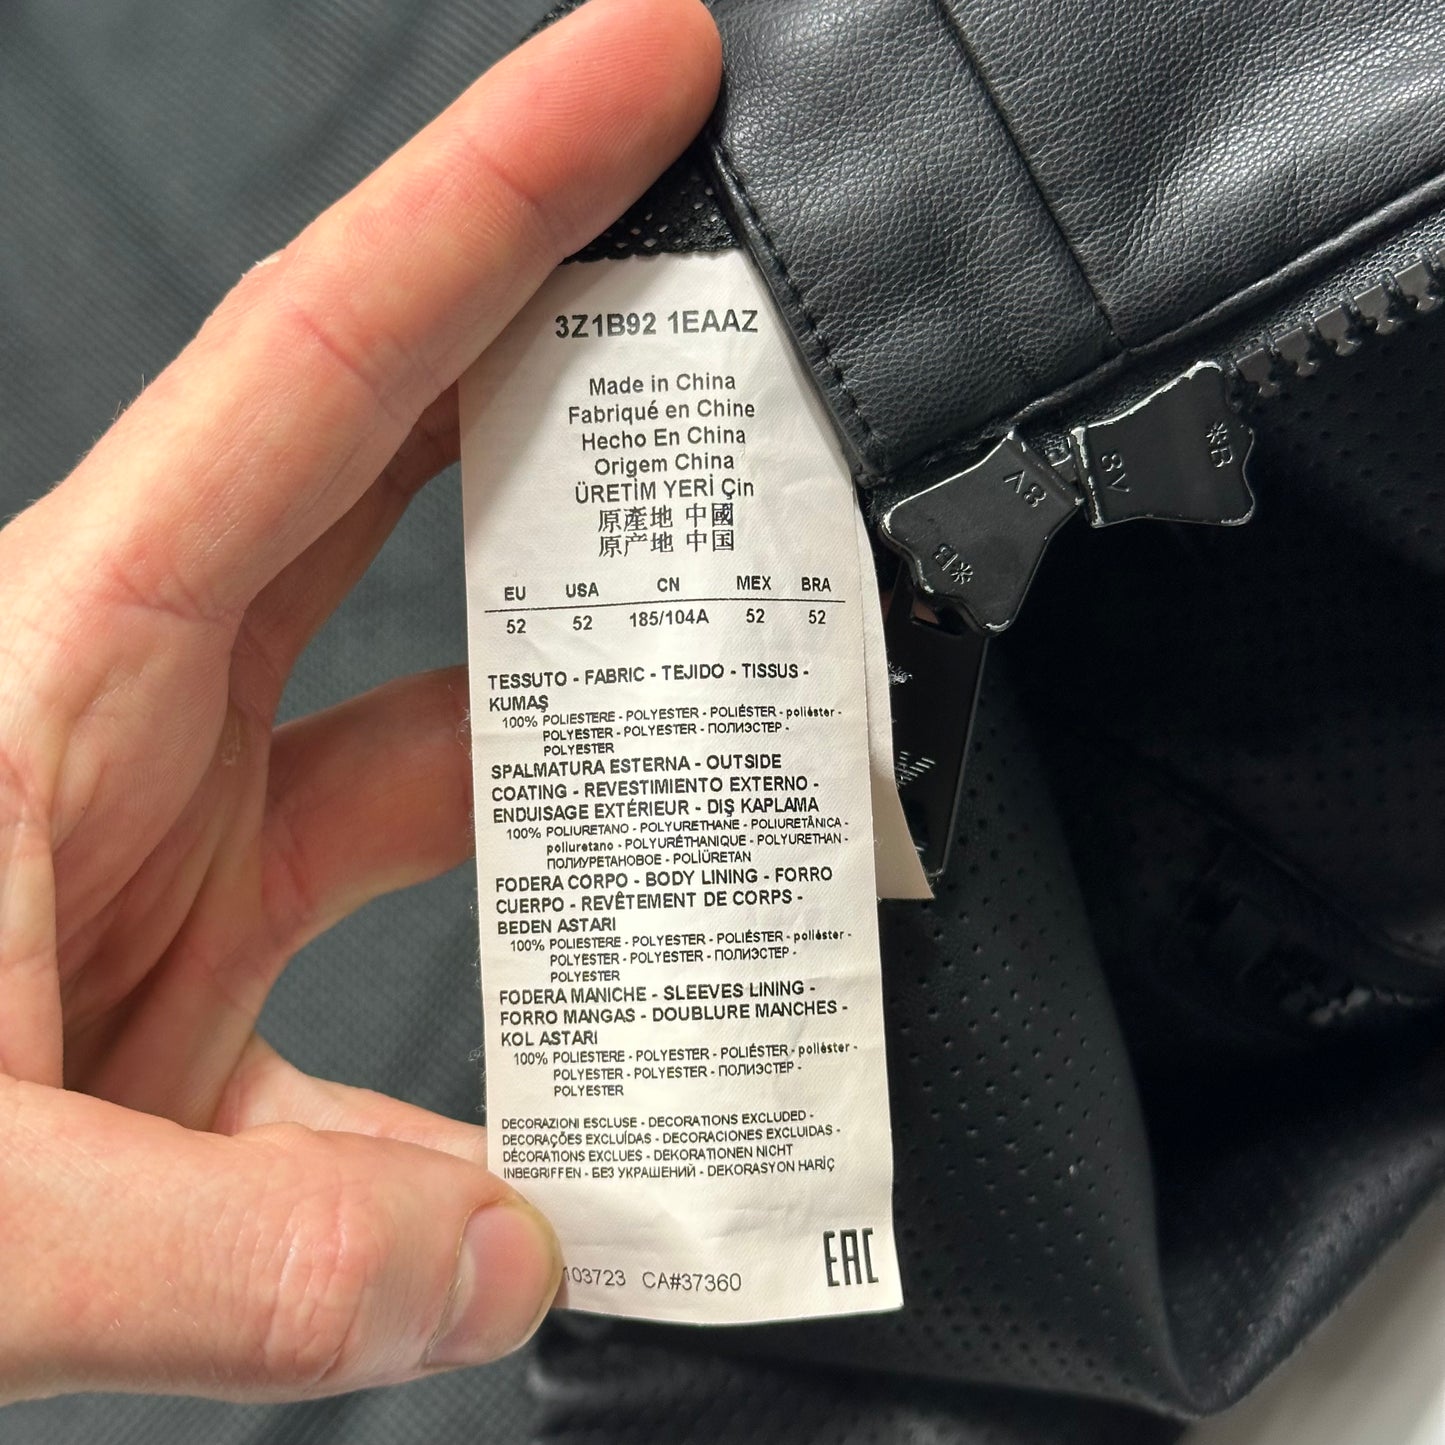 3Z1B92 1EAAZ
Made in China
Fabriqué en Chine
Hecho En China
Origem China
ÜRETİM YERİ Çin
原產地 中國
原产地 中国
EU USA CN MEX BRA
52 52 185/104A 52 52
TESSUTO - FABRIC - TEJIDO - TISSUS -
KUMAŞ
100% POLIESTERE - POLYESTER - POLIÉSTER - poliéster -
POLYESTER - POLYESTER - ПОЛИЭСТЕР -
POLYESTER
SPALMATURA ESTERNA - OUTSIDE
COATING - REVESTIMIENTO EXTERNO -
ENDUISAGE EXTÉRIEUR - DIŞ KAPLAMA
100% POLIURETANO - POLYURETHANE - POLIURETÂNICA -
poliuretano - POLYURÉTHANIQUE - POLYURETHAN -
ПОЛИУРЕТАНОВОЕ - POLİÜRETAN
FODERA CORPO - BODY LINING - FORRO
CUERPO - REVÊTEMENT DE CORPS -
BEDEN ASTARI
100% POLIESTERE - POLYESTER - POLIÉSTER - poliéster -
POLYESTER - POLYESTER - ПОЛИЭСТЕР -
POLYESTER
FODERA MANICHE - SLEEVES LINING -
FORRO MANGAS - DOUBLURE MANCHES -
KOL ASTARI
100% POLIESTERE - POLYESTER - POLIÉSTER - poliéster -
POLYESTER - POLYESTER - ПОЛИЭСТЕР -
POLYESTER
DECORAZIONI ESCLUSE - DECORATIONS EXCLUDED -
DECORAÇÕES EXCLUÍDAS - DECORACIONES EXCLUIDAS -
DÉCORATIONS EXCLUES - DEKORATIONEN NICHT
INBEGRIFFEN - БЕЗ УКРАШЕНИЙ - DEKORASYON HARİÇ
EAC
103723 CA#37360
8V
*B